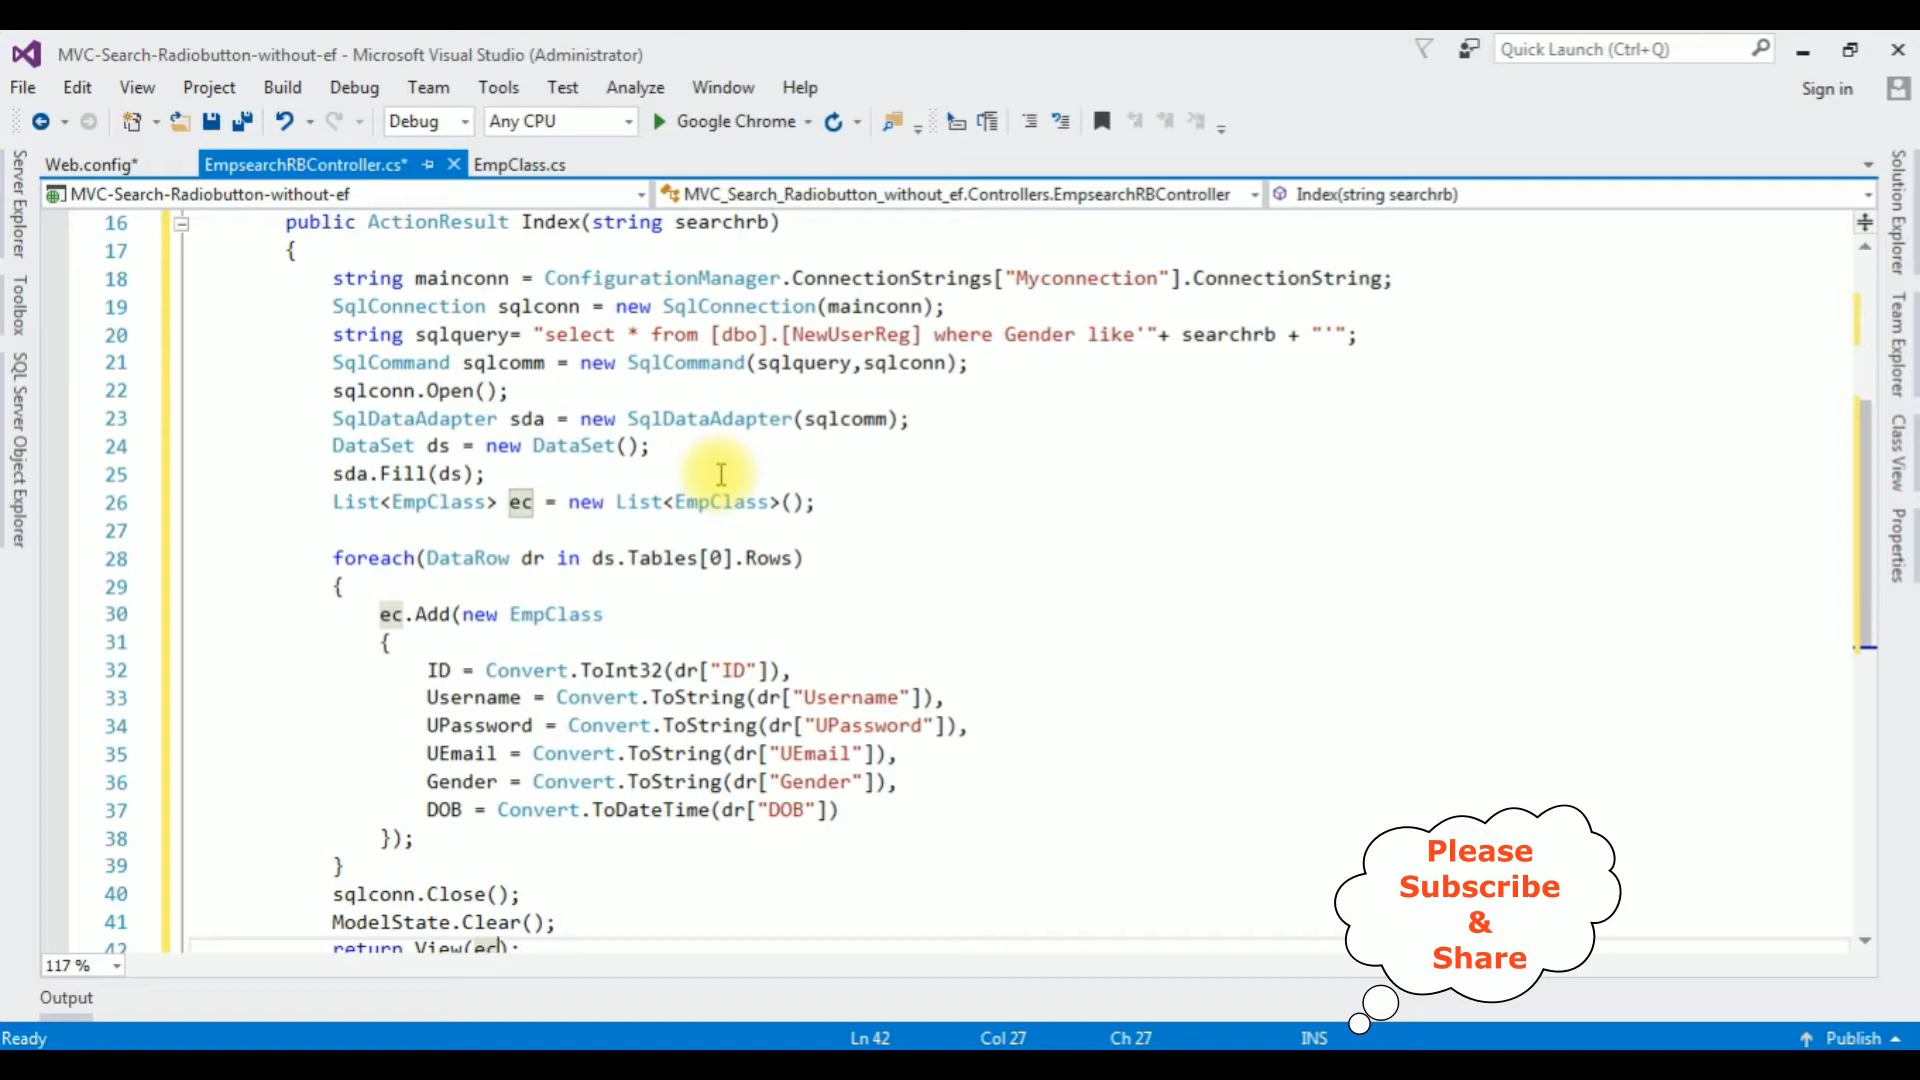 MVC-Search-Radiobutton-without-ef - Microsoft Visual Studio (Administrator)
Quick Launch (Ctrl+Q)
File Edit View Project Build Debug Team Tools Test Analyze Window Help
Sign in
Debug Any CPU Google Chrome
Web.config* EmpsearchRBController.cs* EmpClass.cs
MVC-Search-Radiobutton-without-ef MVC_Search_Radiobutton_without_ef.Controllers.EmpsearchRBController Index(string searchrb)
Server Explorer
Toolbox
SQL Server Object Explorer
16 public ActionResult Index(string searchrb)
17 {
18 string mainconn = ConfigurationManager.ConnectionStrings["Myconnection"].ConnectionString;
19 SqlConnection sqlconn = new SqlConnection(mainconn);
20 string sqlquery= "select * from [dbo].[NewUserReg] where Gender like'"+ searchrb + "'";
21 SqlCommand sqlcomm = new SqlCommand(sqlquery,sqlconn);
22 sqlconn.Open();
23 SqlDataAdapter sda = new SqlDataAdapter(sqlcomm);
24 DataSet ds = new DataSet();
25 sda.Fill(ds);
26 List<EmpClass> ec = new List<EmpClass>();
27
28 foreach(DataRow dr in ds.Tables[0].Rows)
29 {
30 ec.Add(new EmpClass
31 {
32 ID = Convert.ToInt32(dr["ID"]),
33 Username = Convert.ToString(dr["Username"]),
34 UPassword = Convert.ToString(dr["UPassword"]),
35 UEmail = Convert.ToString(dr["UEmail"]),
36 Gender = Convert.ToString(dr["Gender"]),
37 DOB = Convert.ToDateTime(dr["DOB"])
38 });
39 }
40 sqlconn.Close();
41 ModelState.Clear();
42 return View(ec);
Solution Explorer
Team Explorer
Class View
Properties
Please
Subscribe
&
Share
117 %
Output
Ready Ln 42 Col 27 Ch 27 INS Publish